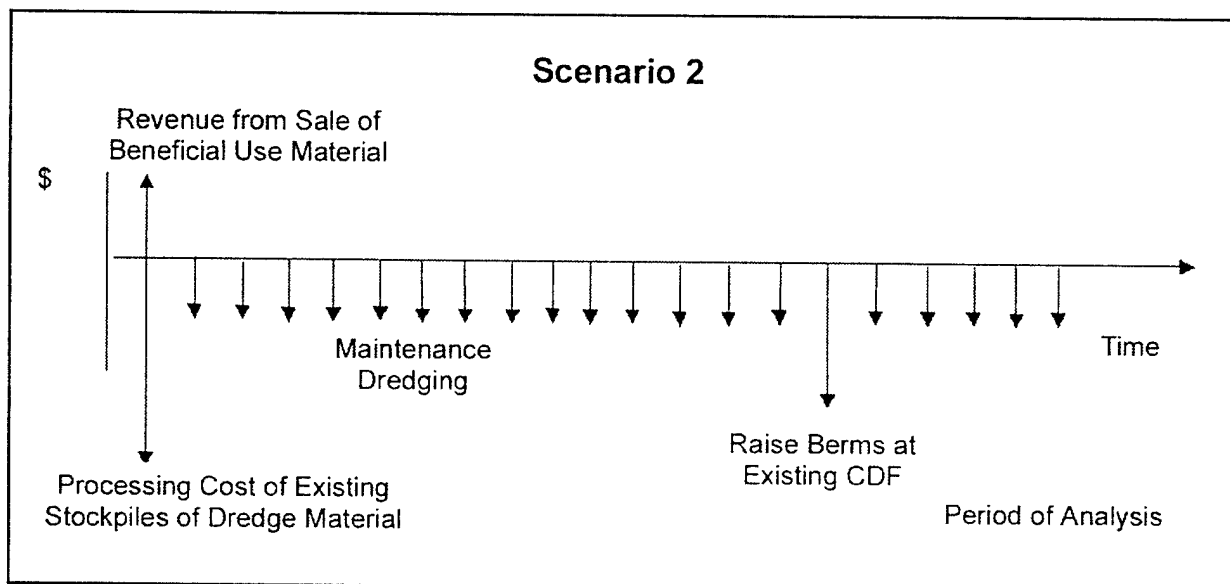 Scenario 2
Revenue from Sale of
Beneficial Use Material
$
Maintenance
Dredging
Time
Raise Berms at
Existing CDF
Processing Cost of Existing
Stockpiles of Dredge Material
Period of Analysis